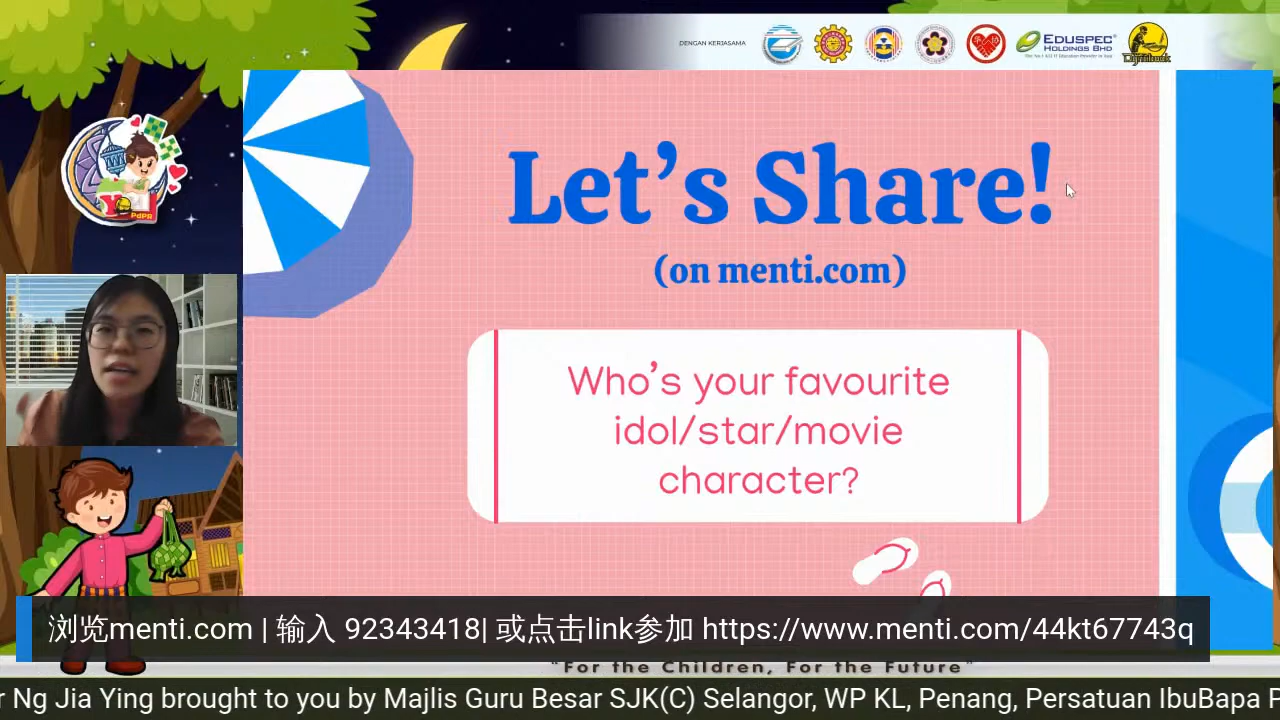 DENGAN KERJASAMA
EDUSPEC
HOLDINGS BHD
PdPR
Let's Share!
(on menti.com)
Who's your favourite
idol/star/movie
character?
浏览menti.com | 输入 92343418| 或点击link参加 https://www.menti.com/44kt67743q
"For the Children, For the Future"
r Ng Jia Ying brought to you by Majlis Guru Besar SJK(C) Selangor, WP KL, Penang, Persatuan IbuBapa P